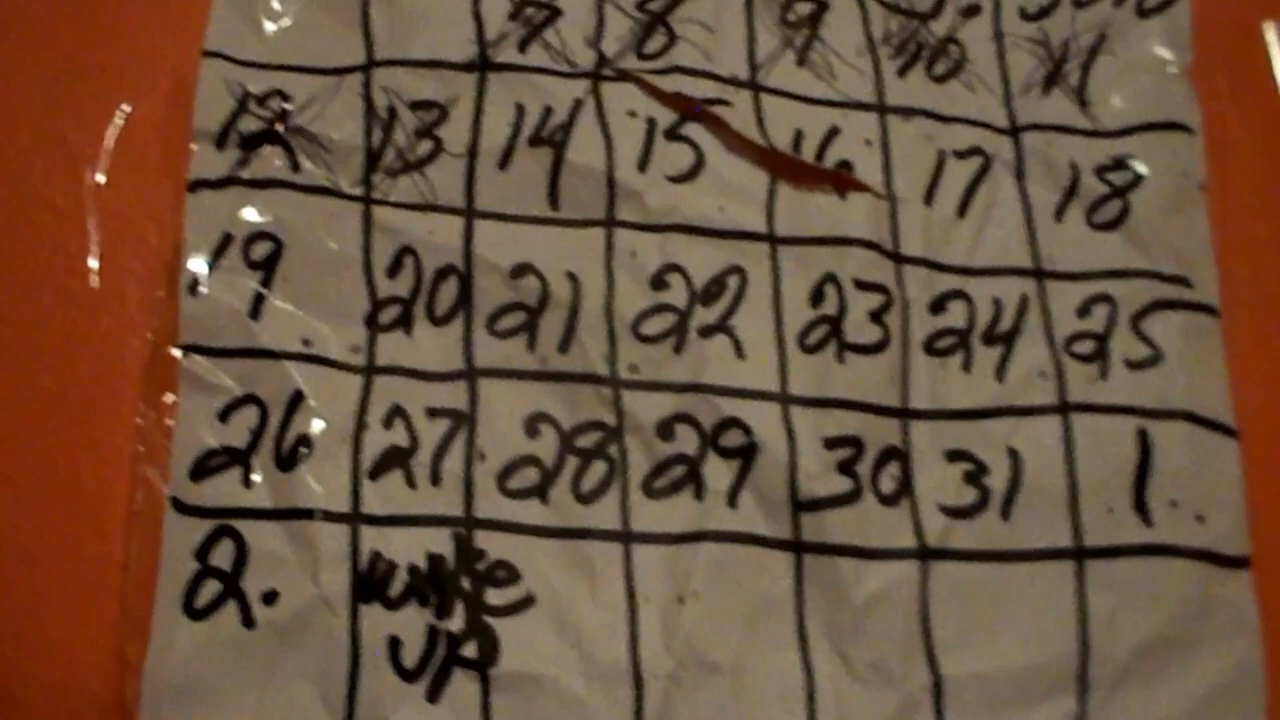 7 8 9 10 11
12 13 14 15 16 17 18
19 20 21 22 23 24 25
26 27 28 29 30 31 1
2. wake
up